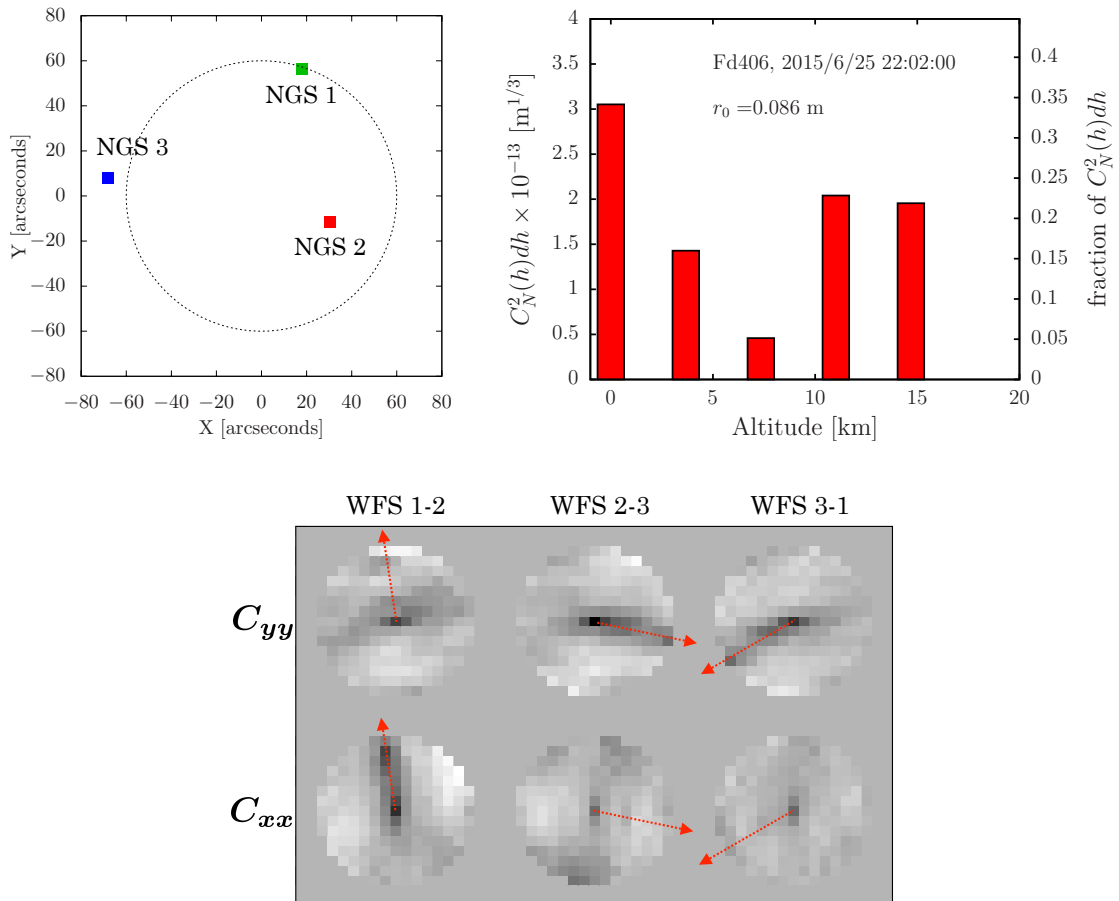 80
60
40
20
0
−20
−40
−60
−80
Y [arcseconds]
NGS 1
NGS 3
NGS 2
−80 −60 −40 −20 0 20 40 60 80
X [arcseconds]
4
3.5
3
2.5
2
1.5
1
0.5
0
C_N^2(h)dh × 10^{−13} [m^{1/3}]
Fd406, 2015/6/25 22:02:00
r_0 =0.086 m
0.4
0.35
0.3
0.25
0.2
0.15
0.1
0.05
0
fraction of C_N^2(h)dh
0 5 10 15 20
Altitude [km]
WFS 1-2 WFS 2-3 WFS 3-1
C_{yy}
C_{xx}